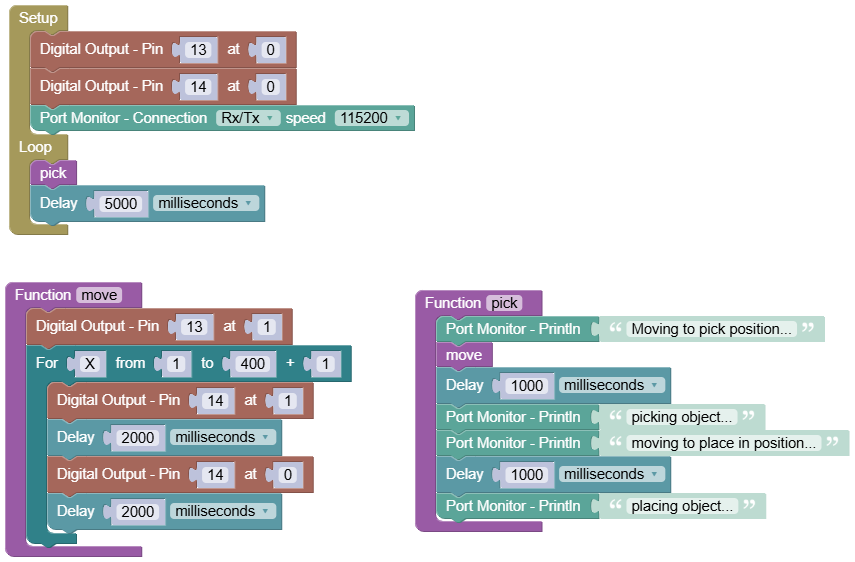 Setup
Digital Output - Pin 13 at 0
Digital Output - Pin 14 at 0
Port Monitor - Connection Rx/Tx speed 115200
Loop
pick
Delay 5000 milliseconds
Function move
Digital Output - Pin 13 at 1
For X from 1 to 400 + 1
Digital Output - Pin 14 at 1
Delay 2000 milliseconds
Digital Output - Pin 14 at 0
Delay 2000 milliseconds
Function pick
Port Monitor - Println “ Moving to pick position... ”
move
Delay 1000 milliseconds
Port Monitor - Println “ picking object... ”
Port Monitor - Println “ moving to place in position... ”
Delay 1000 milliseconds
Port Monitor - Println “ placing object... ”